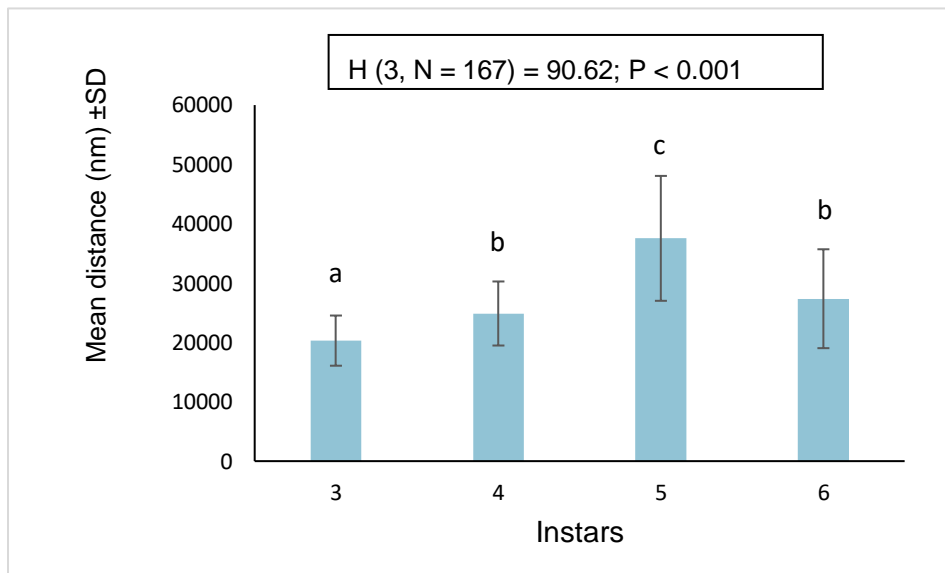 H (3, N = 167) = 90.62; P < 0.001
Mean distance (nm) ±SD
60000
50000
40000
30000
20000
10000
0
a
b
c
b
3 4 5 6
Instars